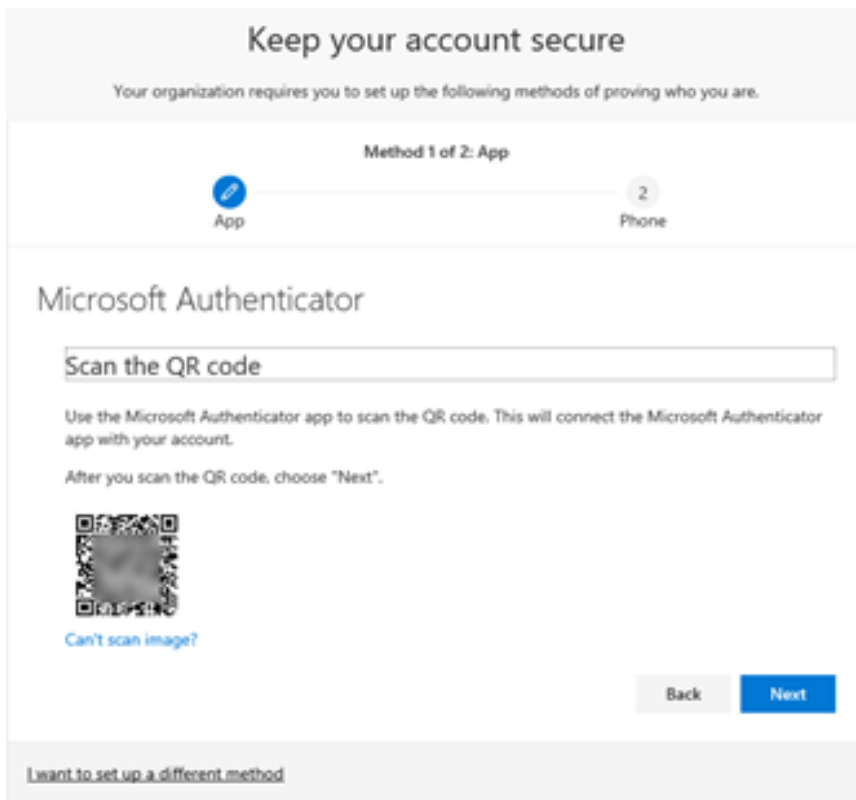 Keep your account secure
Your organization requires you to set up the following methods of proving who you are.
Method 1 of 2: App
2
App
Phone
Microsoft Authenticator
Scan the QR code
Use the Microsoft Authenticator app to scan the QR code. This will connect the Microsoft Authenticator
app with your account.
After you scan the QR code, choose "Next".
Can't scan image?
Back
Next
I want to set up a different method